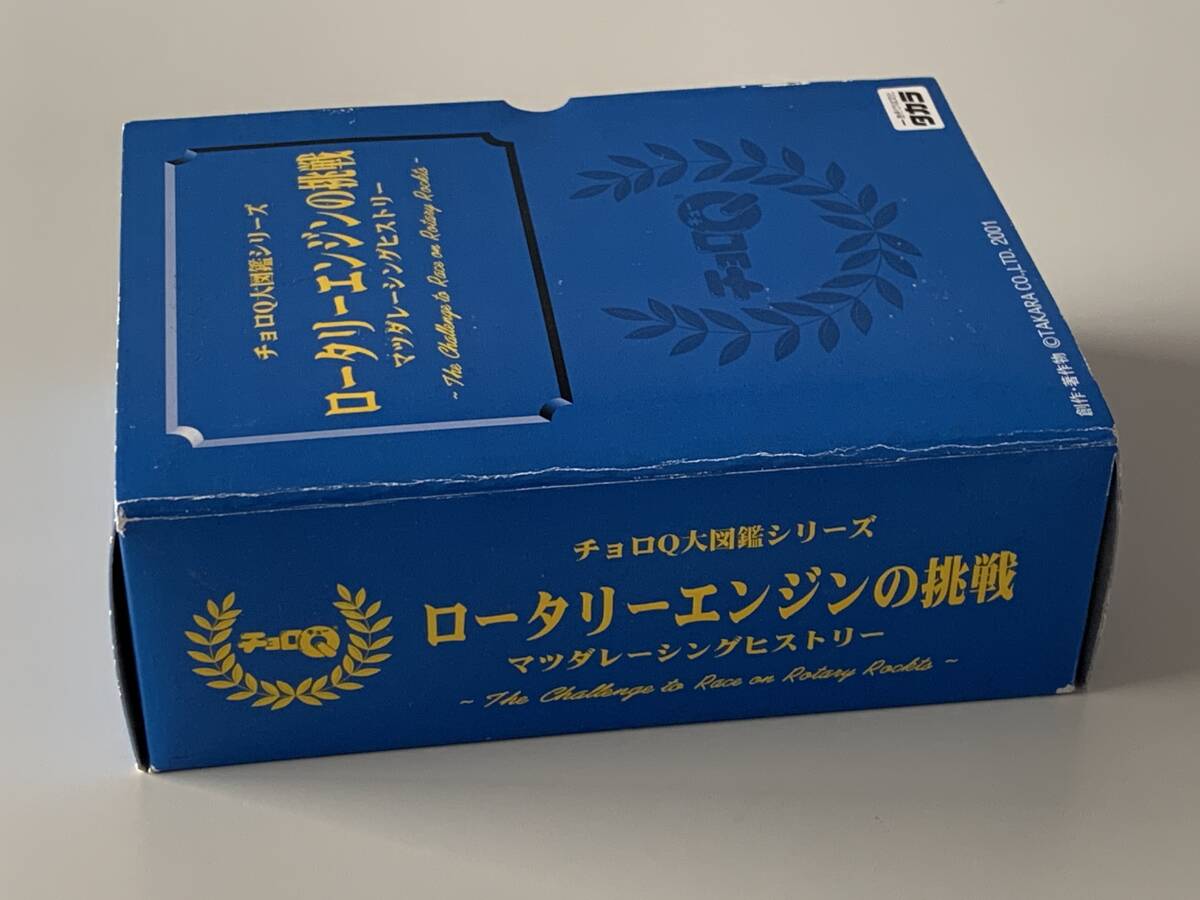 チョロQ大図鑑シリーズ
ロータリーエンジンの挑戦
マツダレーシングヒストリー
~ The Challenge to Race on Rotary Rockts ~
チョロQ
タカラ
創作・著作物 ©TAKARA CO.,LTD. 2001
チョロQ大図鑑シリーズ
ロータリーエンジンの挑戦
マツダレーシングヒストリー
~ The Challenge to Race on Rotary Rockts ~
チョロQ